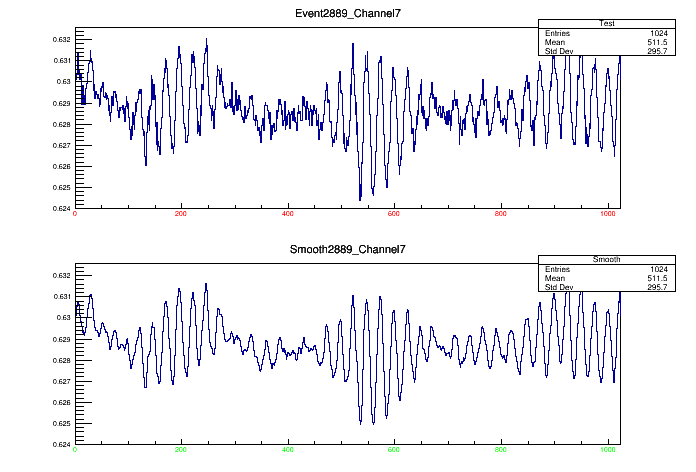 Event2889_Channel7
Test
Entries 1024
Mean 511.5
Std Dev 295.7
0.632
0.631
0.63
0.629
0.628
0.627
0.626
0.625
0.624
0 200 400 600 800 1000
Smooth2889_Channel7
Smooth
Entries 1024
Mean 511.5
Std Dev 295.7
0.632
0.631
0.63
0.629
0.628
0.627
0.626
0.625
0.624
0 200 400 600 800 1000